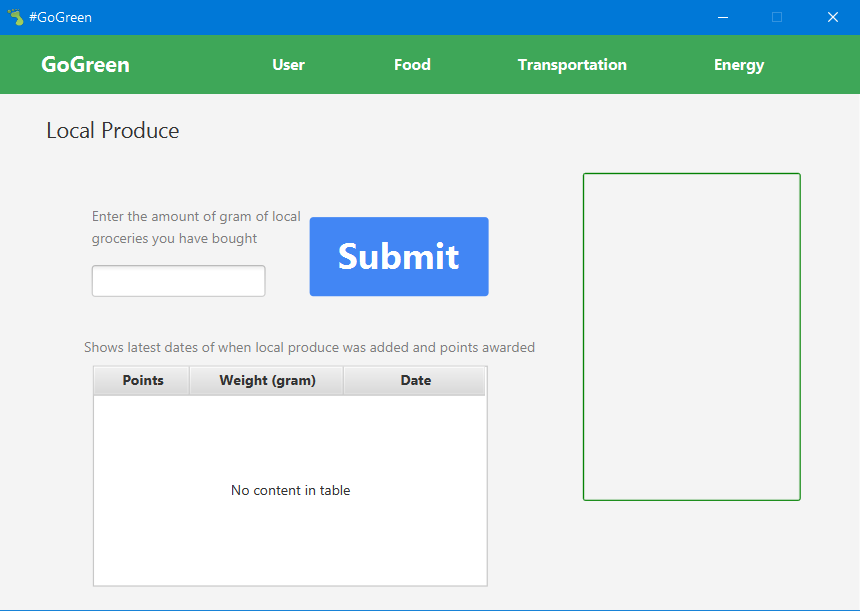 #GoGreen
GoGreen User Food Transportation Energy
Local Produce
Enter the amount of gram of local
groceries you have bought
Submit
Shows latest dates of when local produce was added and points awarded
Points Weight (gram) Date
No content in table